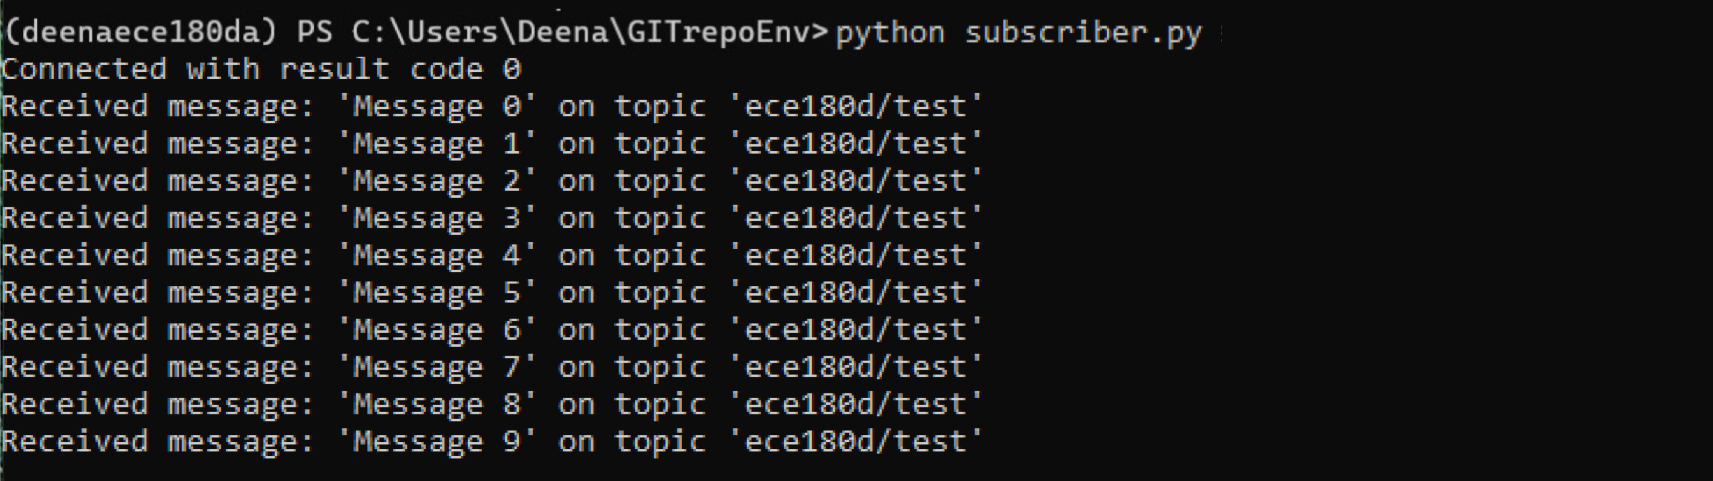 (deenaece180da) PS C:\Users\Deena\GITrepoEnv> python subscriber.py
Connected with result code 0
Received message: 'Message 0' on topic 'ece180d/test'
Received message: 'Message 1' on topic 'ece180d/test'
Received message: 'Message 2' on topic 'ece180d/test'
Received message: 'Message 3' on topic 'ece180d/test'
Received message: 'Message 4' on topic 'ece180d/test'
Received message: 'Message 5' on topic 'ece180d/test'
Received message: 'Message 6' on topic 'ece180d/test'
Received message: 'Message 7' on topic 'ece180d/test'
Received message: 'Message 8' on topic 'ece180d/test'
Received message: 'Message 9' on topic 'ece180d/test'